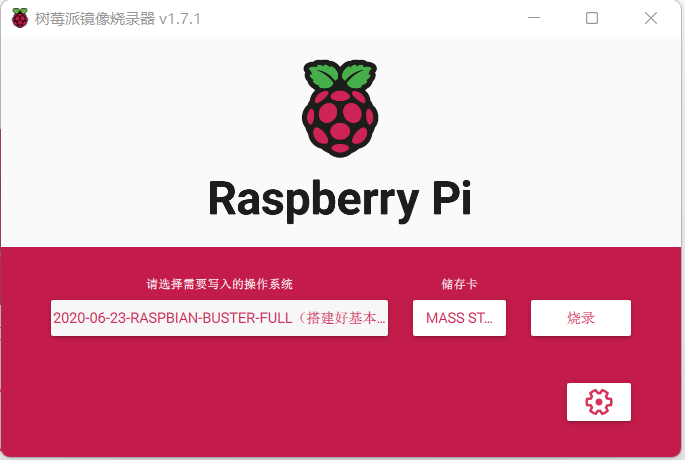 树莓派镜像烧录器 v1.7.1
Raspberry Pi
请选择需要写入的操作系统
储存卡
2020-06-23-RASPBIAN-BUSTER-FULL（搭建好基本...
MASS ST...
烧录